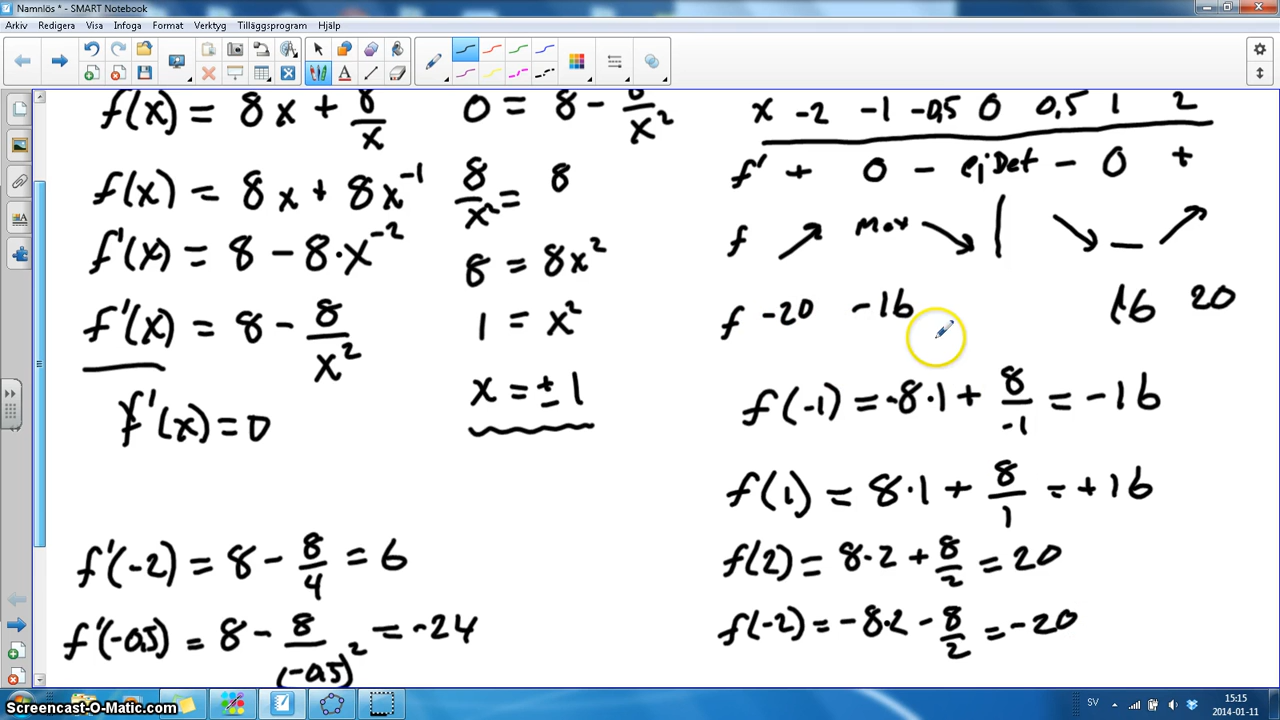 Namnlös * - SMART Notebook
Arkiv Redigera Visa Infoga Format Rita Verktyg Tilläggsprogram Hjälp
f(x) = 8x + 8/x
f(x) = 8x + 8x⁻¹
f'(x) = 8 - 8·x⁻²
f'(x) = 8 - 8/x²
f'(x) = 0
f'(-2) = 8 - 8/4 = 6
f'(-0,5) = 8 - 8/(-0,5)² = -24
0 = 8 - 8/x²
8/x² = 8
8 = 8x²
1 = x²
x = ±1
x -2 -1 -0,5 0 0,5 1 2
f' + 0 - ej Def - 0 +
f ↗ Max ↘ | ↘ _ ↗
f -20 -16 16 20
f(-1) = -8·1 + 8/-1 = -16
f(1) = 8·1 + 8/1 = +16
f(2) = 8·2 + 8/2 = 20
f(-2) = -8·2 - 8/2 = -20
Screencast-O-Matic.com
SV
15:15
2014-01-11